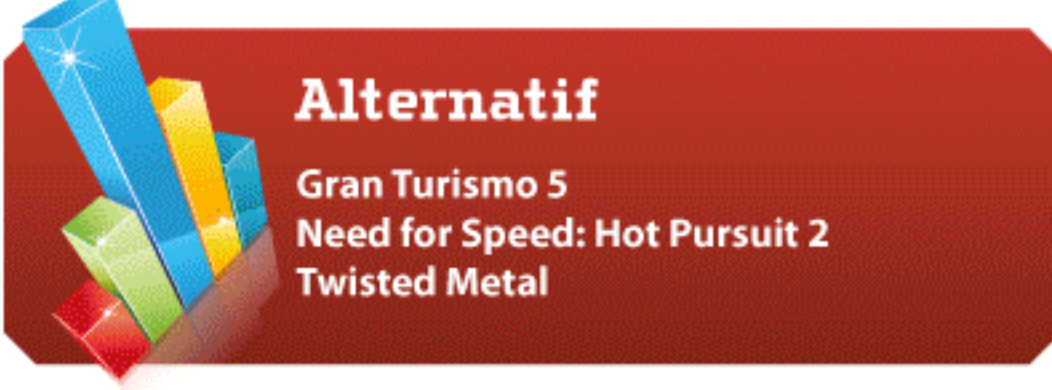 Alternatif
Gran Turismo 5
Need for Speed: Hot Pursuit 2
Twisted Metal